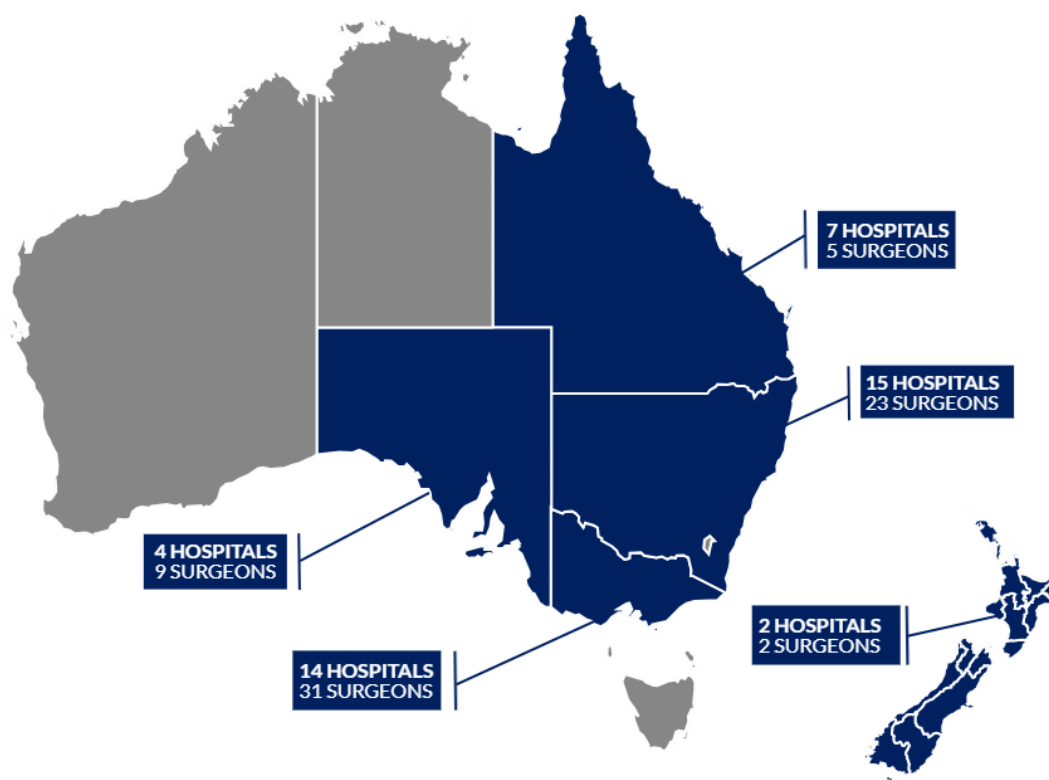 7 HOSPITALS
5 SURGEONS
15 HOSPITALS
23 SURGEONS
4 HOSPITALS
9 SURGEONS
2 HOSPITALS
2 SURGEONS
14 HOSPITALS
31 SURGEONS